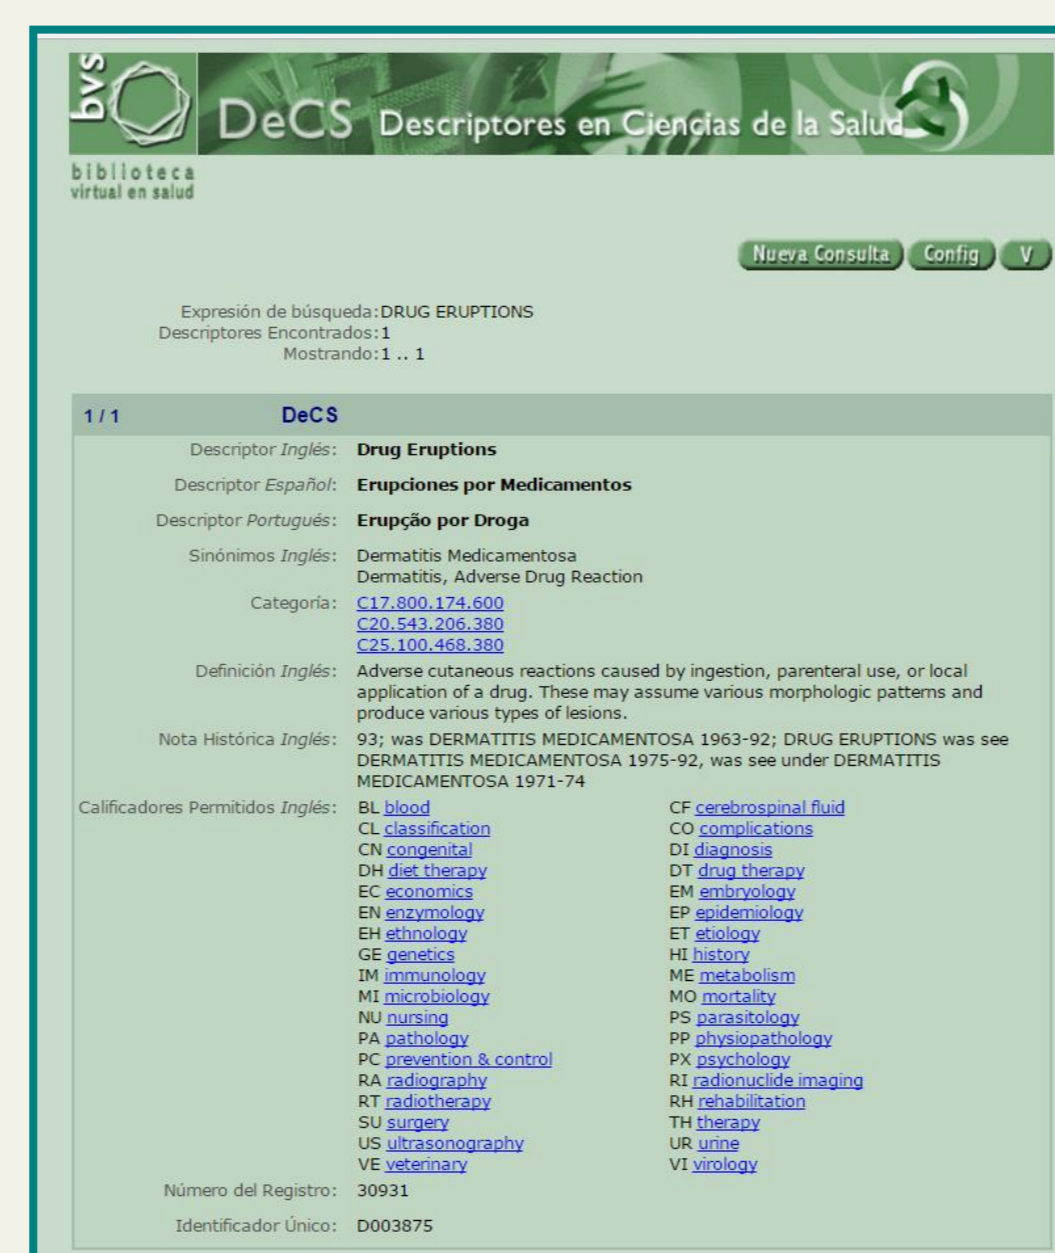 bvs
DeCS Descriptores en Ciencias de la Salud
biblioteca
virtual en salud
Nueva Consulta Config V
Expresión de búsqueda:DRUG ERUPTIONS
Descriptores Encontrados:1
Mostrando:1 .. 1
1 / 1 DeCS
Descriptor Inglés: Drug Eruptions
Descriptor Español: Erupciones por Medicamentos
Descriptor Portugués: Erupção por Droga
Sinónimos Inglés: Dermatitis Medicamentosa
Dermatitis, Adverse Drug Reaction
Categoría: C17.800.174.600
C20.543.206.380
C25.100.468.380
Definición Inglés: Adverse cutaneous reactions caused by ingestion, parenteral use, or local
application of a drug. These may assume various morphologic patterns and
produce various types of lesions.
Nota Histórica Inglés: 93; was DERMATITIS MEDICAMENTOSA 1963-92; DRUG ERUPTIONS was see
DERMATITIS MEDICAMENTOSA 1975-92, was see under DERMATITIS
MEDICAMENTOSA 1971-74
Calificadores Permitidos Inglés: BL blood CF cerebrospinal fluid
CL classification CO complications
CN congenital DI diagnosis
DH diet therapy DT drug therapy
EC economics EM embryology
EN enzymology EP epidemiology
EH ethnology ET etiology
GE genetics HI history
IM immunology ME metabolism
MI microbiology MO mortality
NU nursing PS parasitology
PA pathology PP physiopathology
PC prevention & control PX psychology
RA radiography RI radionuclide imaging
RT radiotherapy RH rehabilitation
SU surgery TH therapy
US ultrasonography UR urine
VE veterinary VI virology
Número del Registro: 30931
Identificador Único: D003875